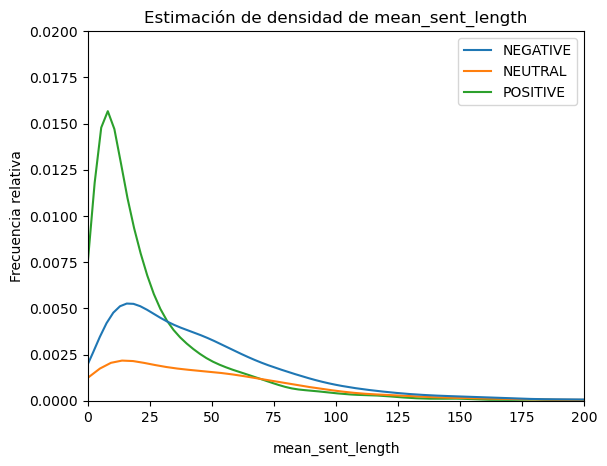 Estimación de densidad de mean_sent_length
NEGATIVE
NEUTRAL
POSITIVE
Frecuencia relativa
0.0200
0.0175
0.0150
0.0125
0.0100
0.0075
0.0050
0.0025
0.0000
0 25 50 75 100 125 150 175 200
mean_sent_length